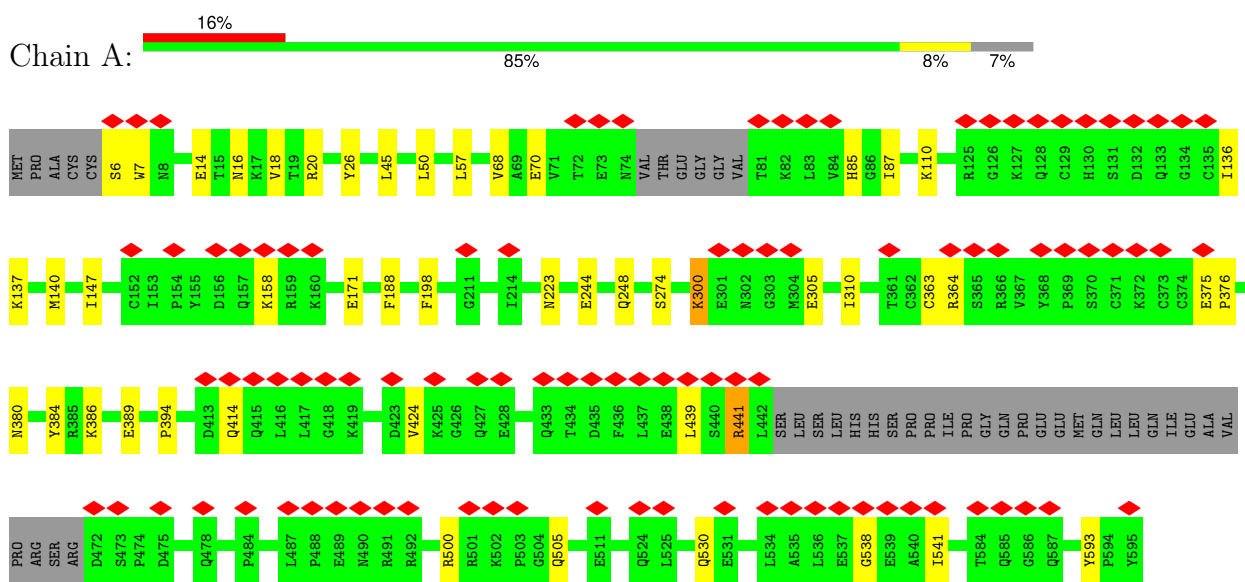 16%
Chain A:
85% 8% 7%
MET PRO ALA CYS CYS S6 W7 N8 E14 T15 N16 K17 V18 T19 R20 Y26 L45 L50 L57 V68 A69 E70 V71 T72 E73 N74 VAL THR GLU GLY GLY VAL T81 K82 L83 V84 H85 G86 I87 K110 R125 G126 K127 Q128 C129 H130 S131 D132 Q133 G134 C135 I136
K137 M140 I147 C152 I153 P154 Y155 D156 Q157 K158 R159 K160 E171 F188 F198 G211 I214 N223 E244 Q248 S274 K300 E301 N302 G303 M304 E305 I310 T361 C362 C363 R364 S365 R366 V367 Y368 P369 S370 C371 K372 C373 C374 E375 P376
N380 Y384 R385 K386 E389 P394 D413 Q414 Q415 L416 L417 G418 K419 D423 V424 K425 G426 Q427 E428 Q433 T434 D435 F436 L437 E438 L439 S440 R441 L442 SER LEU SER LEU HIS HIS SER PRO PRO ILE PRO GLY GLN PRO GLU GLU MET GLN LEU LEU GLN ILE GLU ALA VAL
PRO ARG SER ARG D472 S473 P474 D475 Q478 P484 L487 P488 E489 N490 R491 R492 R500 R501 K502 P503 G504 Q505 E511 Q524 L525 Q530 E531 L534 A535 L536 E537 G538 E539 A540 I541 T584 Q585 G586 Q587 Y593 P594 Y595